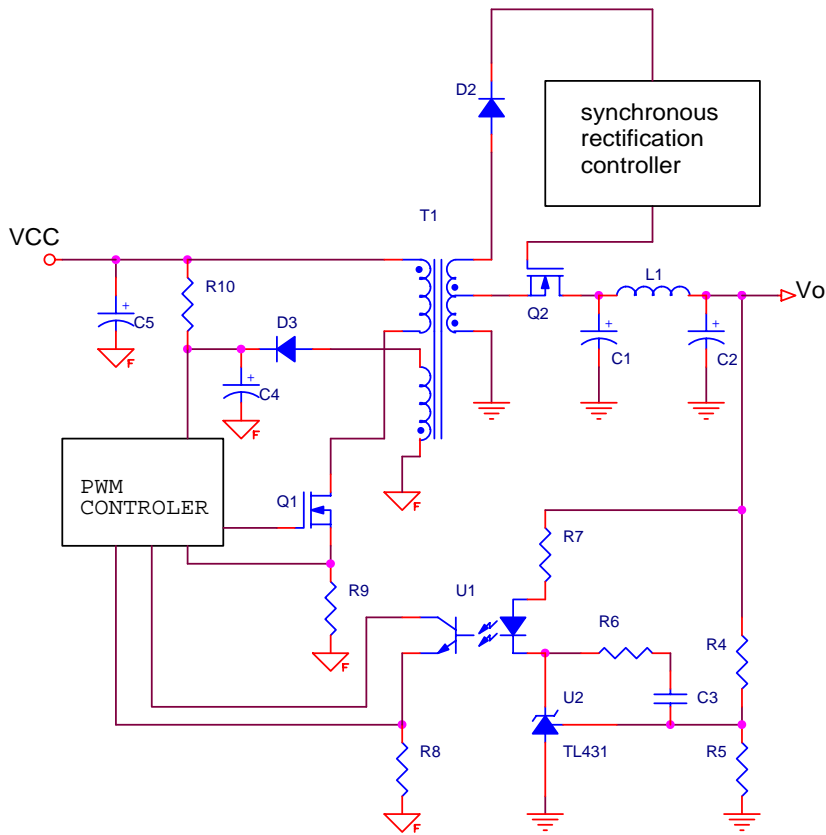 D2
synchronous
rectification
controller
T1
VCC
R10
L1
Vo
+
C5
F
D3
Q2
+
C1
+
C2
+
C4
F
PWM
CONTROLER
Q1
F
R7
R9
U1
R6
R4
F
U2
C3
R8
TL431
R5
F